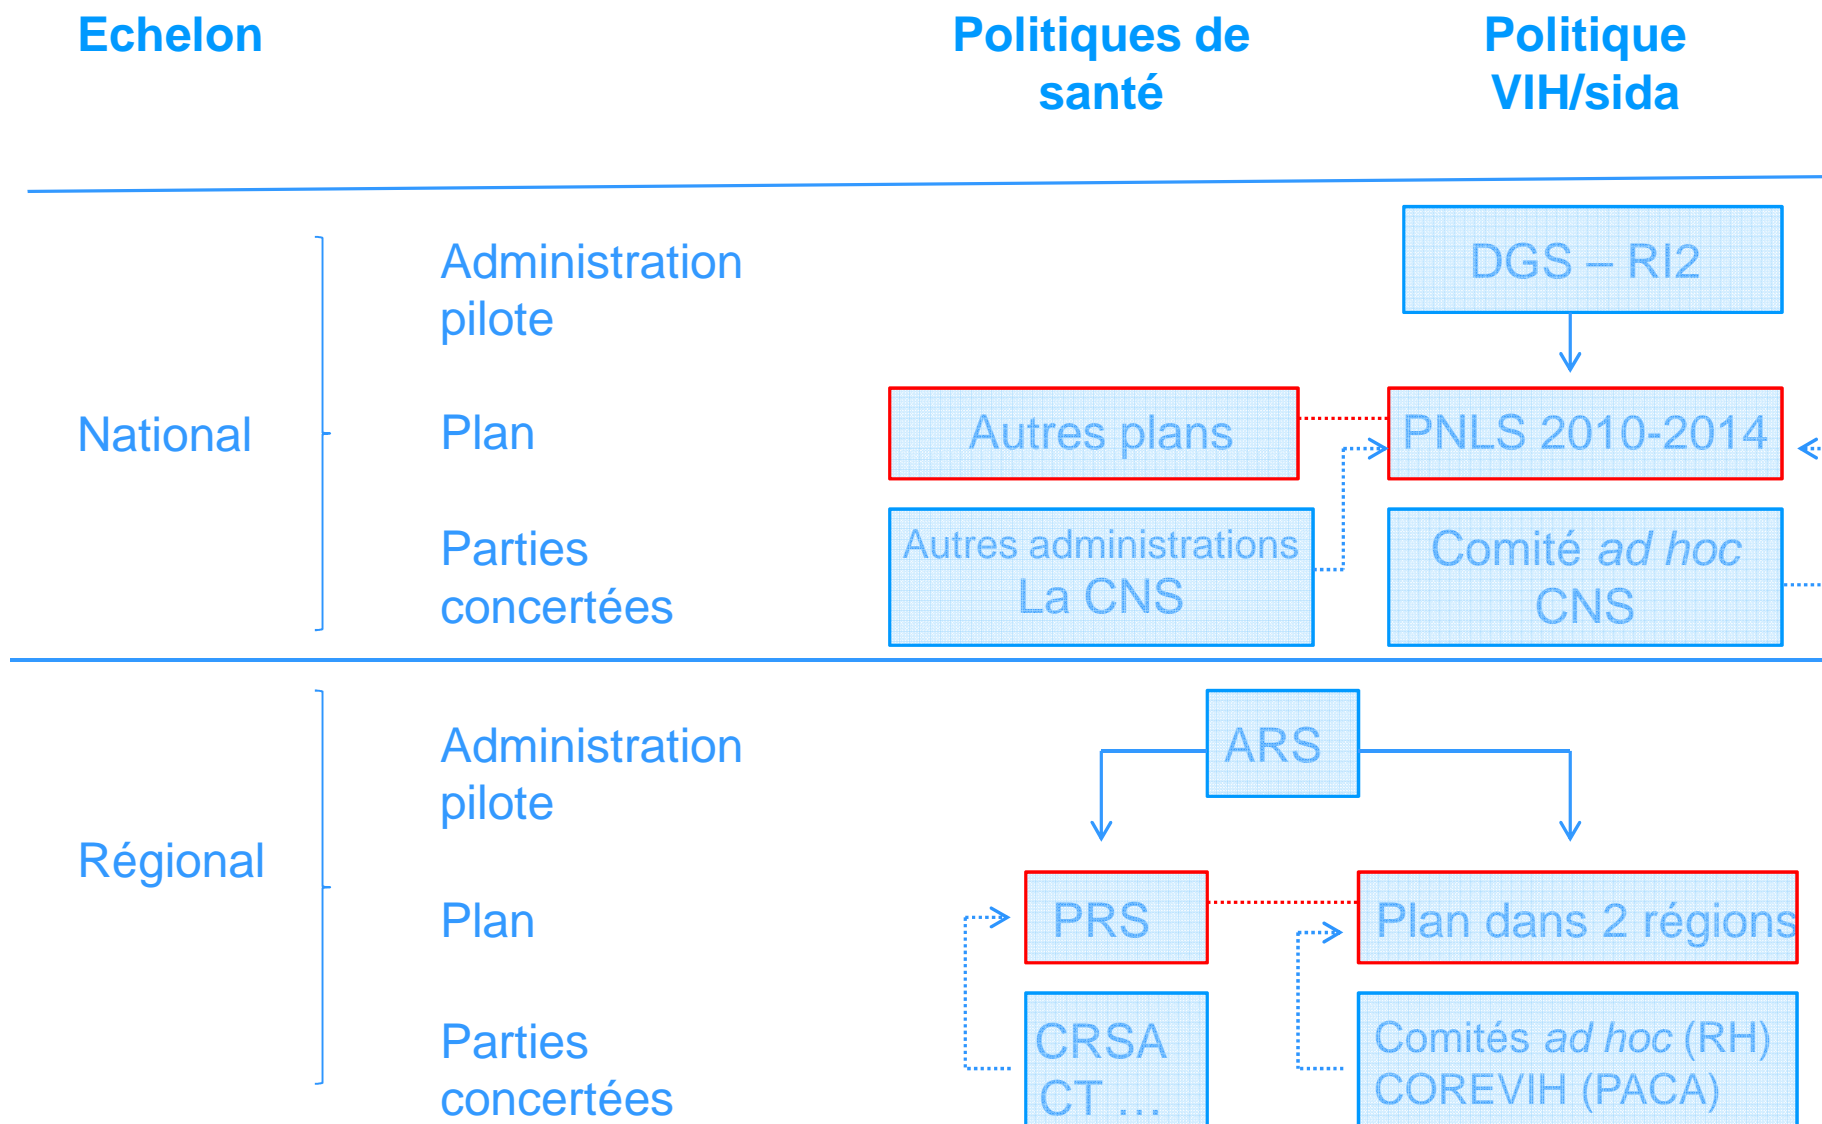 Echelon
Politiques de
santé
Politique
VIH/sida
Administration
pilote
DGS – RI2
National
Plan
Autres plans
PNLS 2010-2014
Parties
concertées
Autres administrations
La CNS
Comité ad hoc
CNS
Administration
pilote
ARS
Régional
Plan
PRS
Plan dans 2 régions
Parties
concertées
CRSA
CT ...
Comités ad hoc (RH)
COREVIH (PACA)